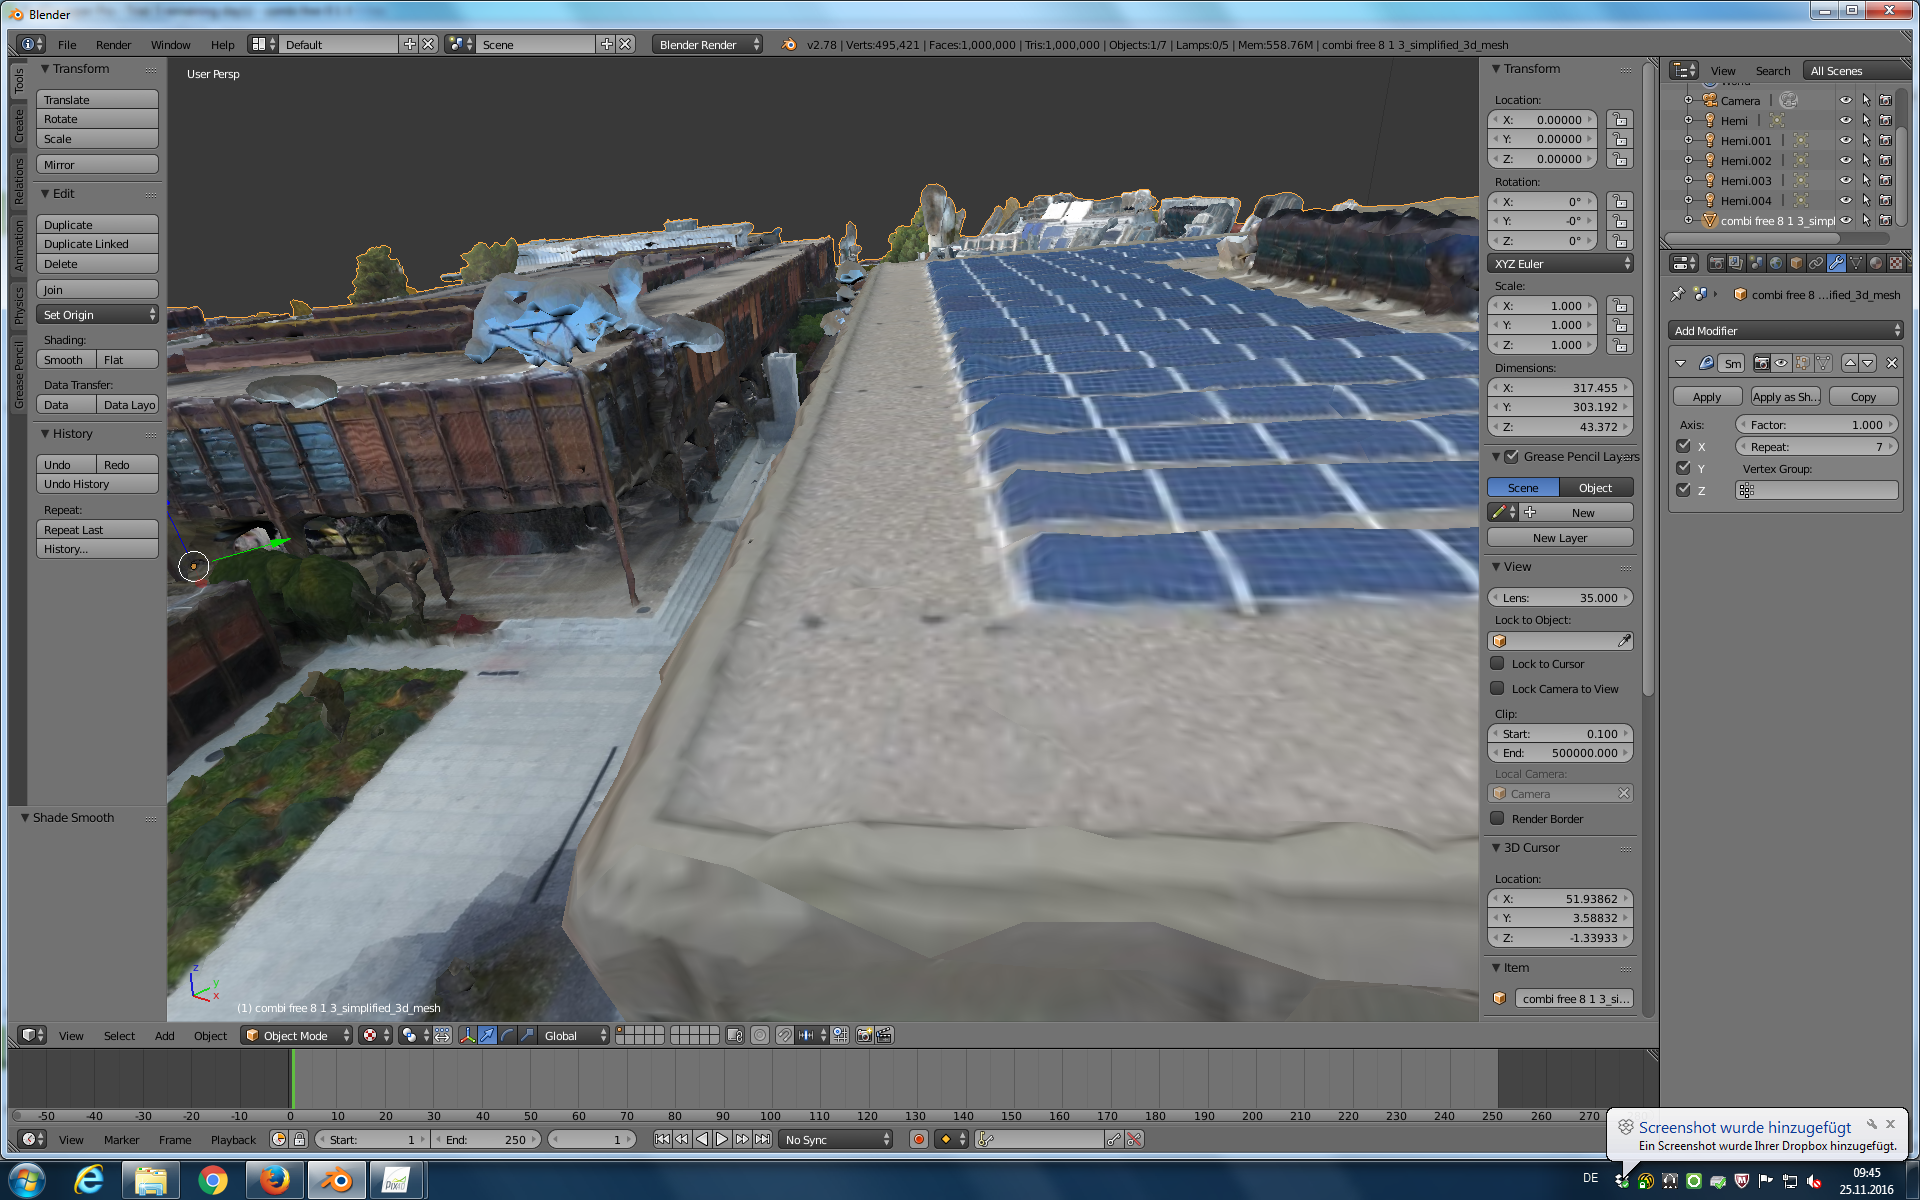 Blender
File Render Window Help Default Scene Blender Render v2.78 | Verts:495,421 | Faces:1,000,000 | Tris:1,000,000 | Objects:1/7 | Lamps:0/5 | Mem:558.76M | combi free 8 1 3_simplified_3d_mesh
Tools
Create
Relations
Animation
Physics
Grease Pencil
Transform
Translate
Rotate
Scale
Mirror
Edit
Duplicate
Duplicate Linked
Delete
Join
Set Origin
Shading:
Smooth Flat
Data Transfer:
Data Data Layo
History
Undo Redo
Undo History
Repeat:
Repeat Last
History...
Shade Smooth
User Persp
z
y
x
(1) combi free 8 1 3_simplified_3d_mesh
Transform
Location:
X: 0.00000
Y: 0.00000
Z: 0.00000
Rotation:
X: 0°
Y: -0°
Z: 0°
XYZ Euler
Scale:
X: 1.000
Y: 1.000
Z: 1.000
Dimensions:
X: 317.455
Y: 303.192
Z: 43.372
Grease Pencil Layers
Scene Object
New
New Layer
View
Lens: 35.000
Lock to Object:
Lock to Cursor
Lock Camera to View
Clip:
Start: 0.100
End: 500000.000
Local Camera:
Camera
Render Border
3D Cursor
Location:
X: 51.93862
Y: 3.58832
Z: -1.33933
Item
combi free 8 1 3_si...
View Search All Scenes
Camera
Hemi
Hemi.001
Hemi.002
Hemi.003
Hemi.004
combi free 8 1 3_simpl
combi free 8 ...ified_3d_mesh
Add Modifier
Sm
Apply Apply as Sh... Copy
Axis: Factor: 1.000
X Repeat: 7
Y Vertex Group:
Z
View Select Add Object Object Mode Global
-50 -40 -30 -20 -10 0 10 20 30 40 50 60 70 80 90 100 110 120 130 140 150 160 170 180 190 200 210 220 230 240 250 260 270
View Marker Frame Playback Start: 1 End: 250 1 No Sync
Screenshot wurde hinzugefügt
Ein Screenshot wurde Ihrer Dropbox hinzugefügt.
DE 09:45
25.11.2016